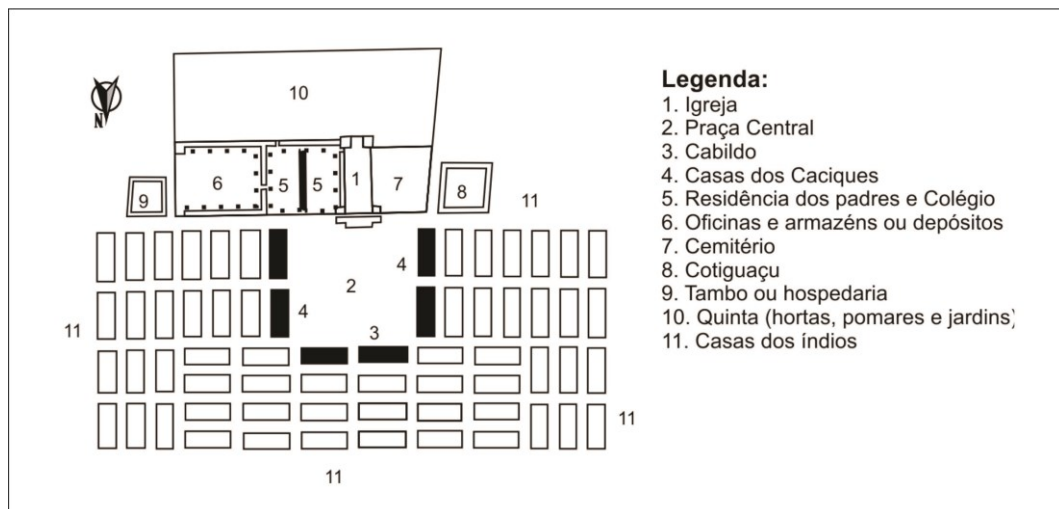 10
N
9
6
5
5
1
7
8
11
4
2
4
3
11
11
11
Legenda:
1. Igreja
2. Praça Central
3. Cabildo
4. Casas dos Caciques
5. Residência dos padres e Colégio
6. Oficinas e armazéns ou depósitos
7. Cemitério
8. Cotiguaçu
9. Tambo ou hospedaria
10. Quinta (hortas, pomares e jardins)
11. Casas dos índios